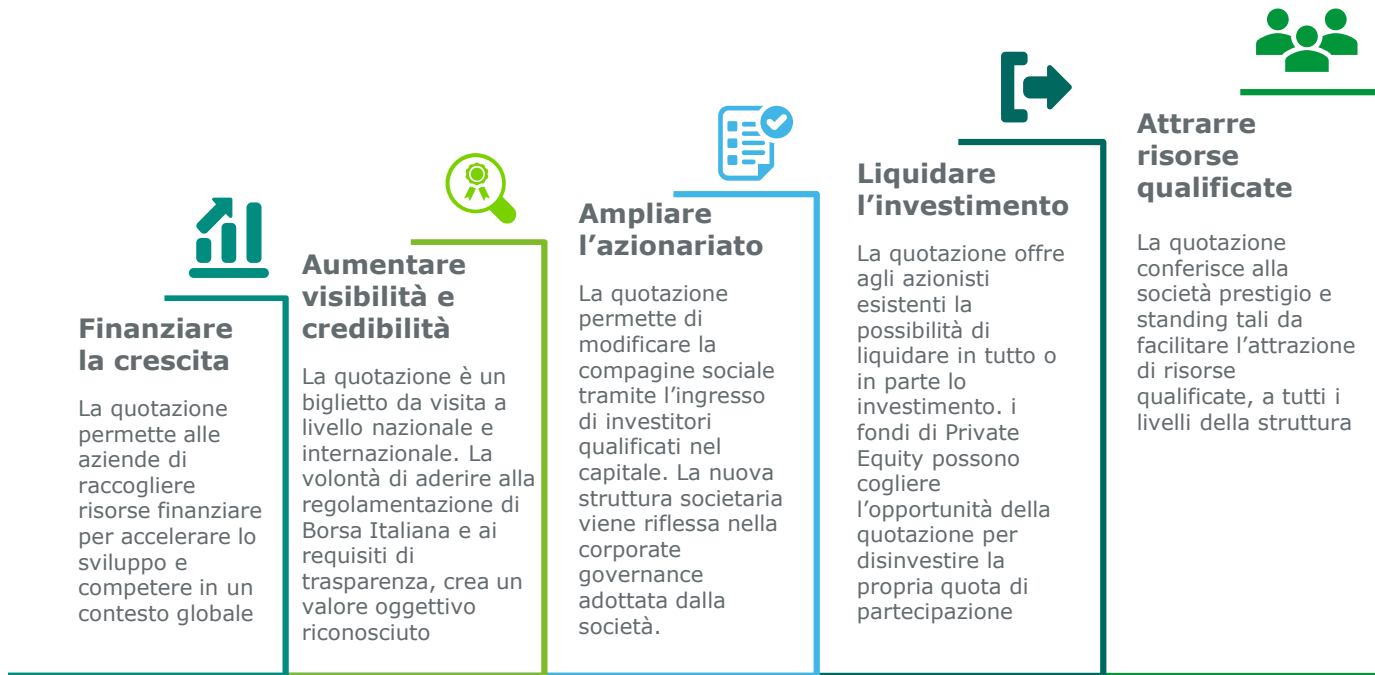 Finanziare
la crescita
La quotazione
permette alle
aziende di
raccogliere
risorse finanziare
per accelerare lo
sviluppo e
competere in un
contesto globale
Aumentare
visibilità e
credibilità
La quotazione è un
biglietto da visita a
livello nazionale e
internazionale. La
volontà di aderire alla
regolamentazione di
Borsa Italiana e ai
requisiti di
trasparenza, crea un
valore oggettivo
riconosciuto
Ampliare
l’azionariato
La quotazione
permette di
modificare la
compagine sociale
tramite l’ingresso
di investitori
qualificati nel
capitale. La nuova
struttura societaria
viene riflessa nella
corporate
governance
adottata dalla
società.
Liquidare
l’investimento
La quotazione offre
agli azionisti
esistenti la
possibilità di
liquidare in tutto o
in parte lo
investimento. i
fondi di Private
Equity possono
cogliere
l’opportunità della
quotazione per
disinvestire la
propria quota di
partecipazione
Attrarre
risorse
qualificate
La quotazione
conferisce alla
società prestigio e
standing tali da
facilitare l’attrazione
di risorse
qualificate, a tutti i
livelli della struttura